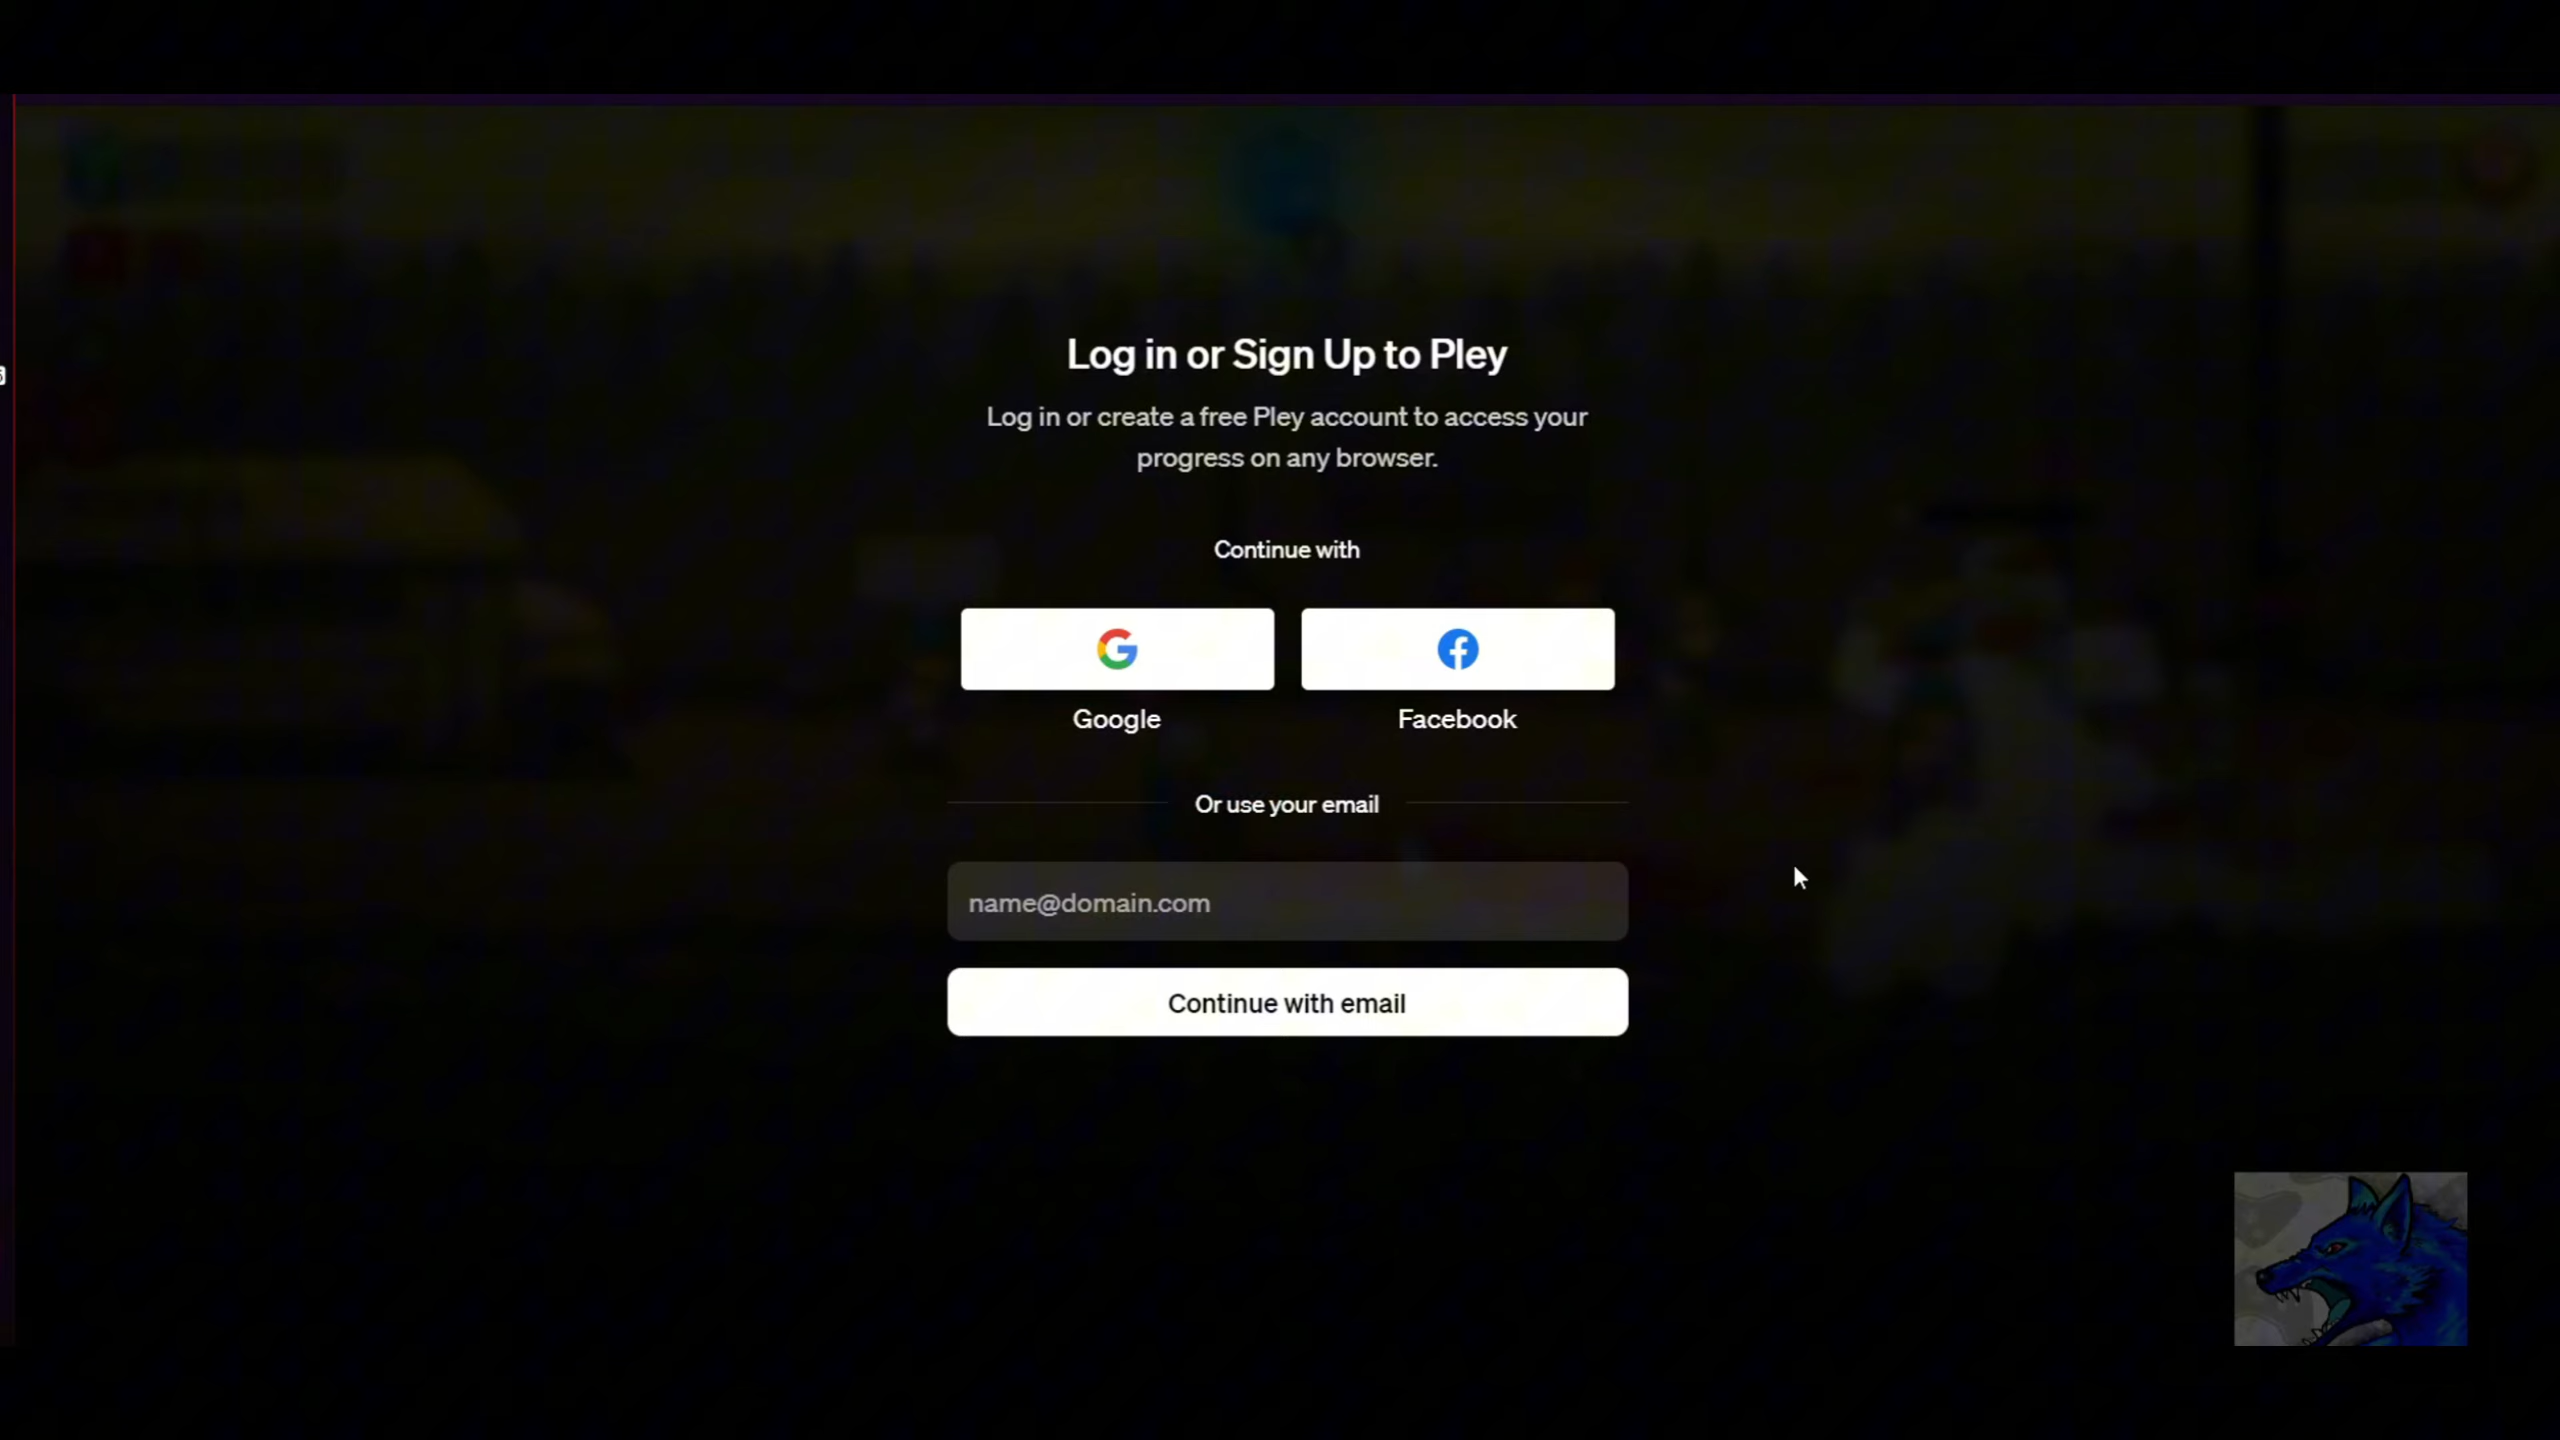 Log in or Sign Up to Pley
Log in or create a free Pley account to access your
progress on any browser.
Continue with
Google
Facebook
Or use your email
name@domain.com
Continue with email